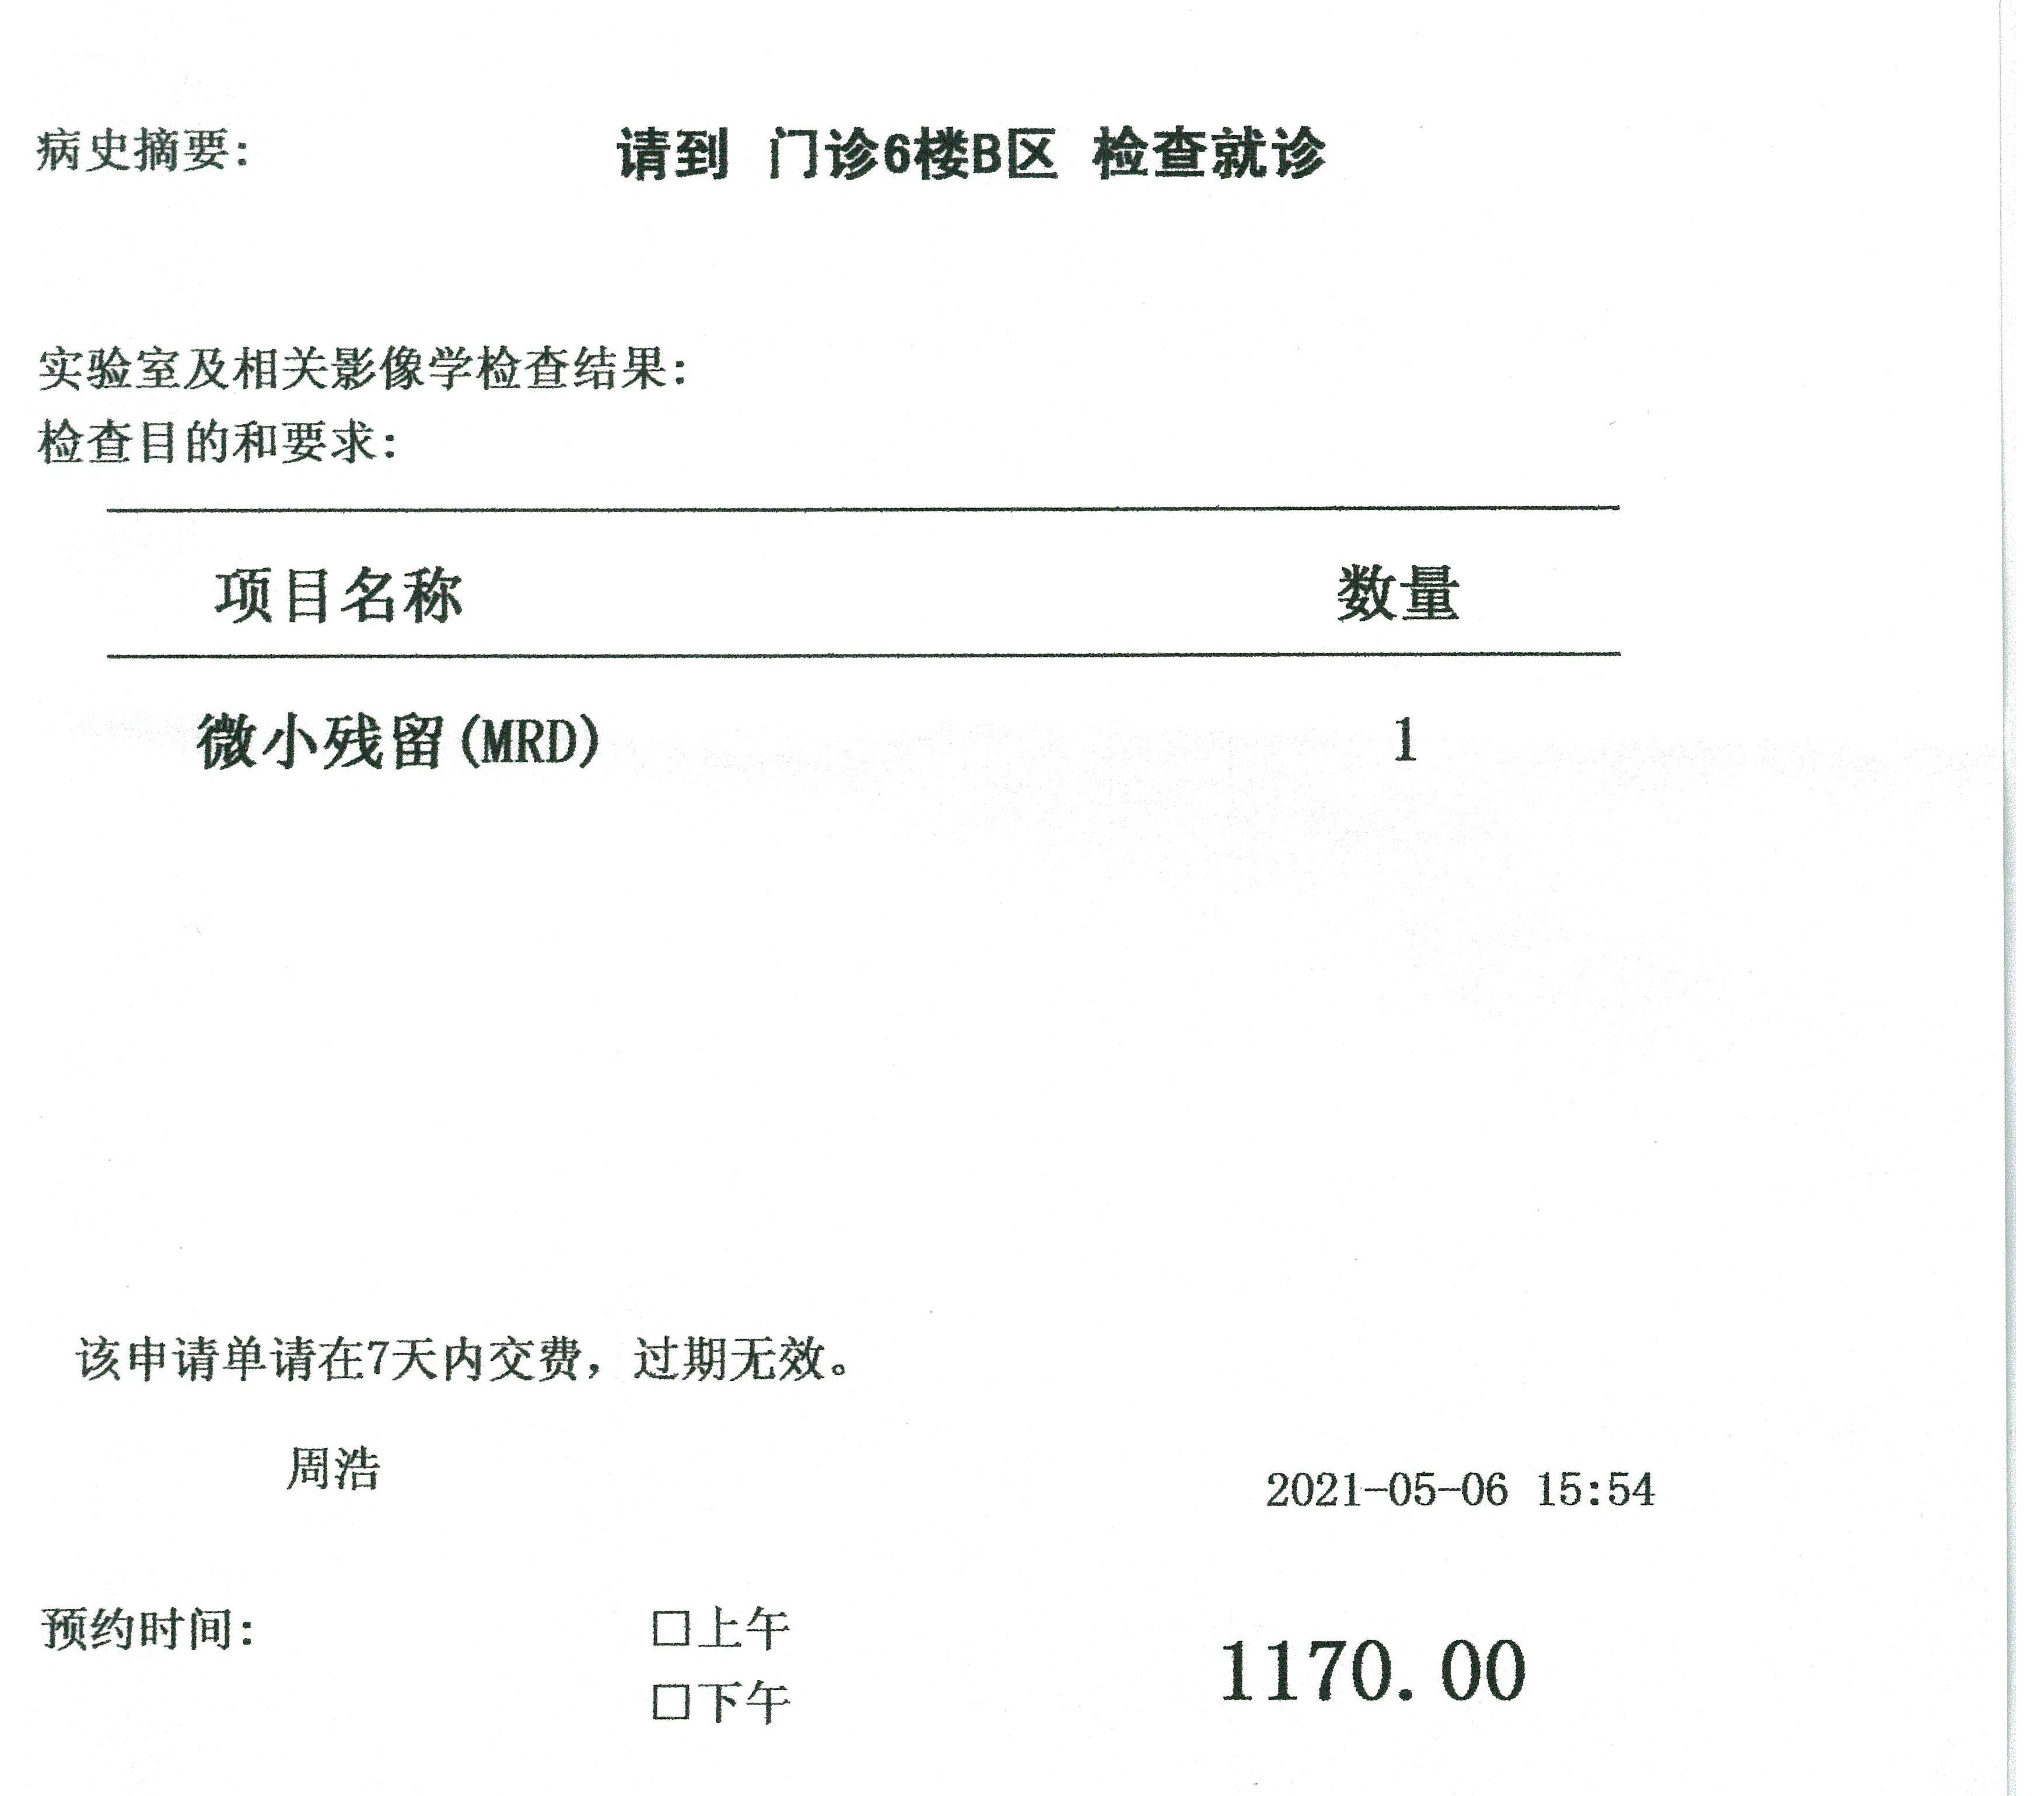 病史摘要: 请到 门诊6楼B区 检查就诊
实验室及相关影像学检查结果:
检查目的和要求:
项目名称 数量
微小残留(MRD) 1
该申请单请在7天内交费，过期无效。
周浩
2021-05-06 15:54
预约时间: □上午
1170.00
□下午